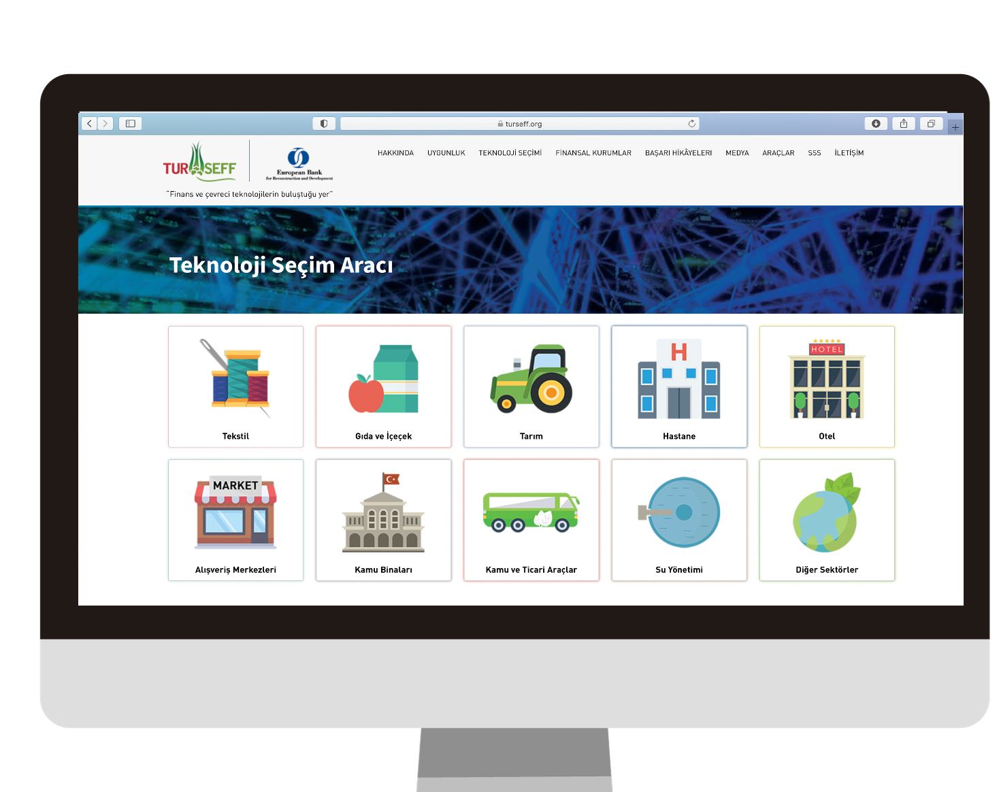 turseff.org
TURSEFF
European Bank
for Reconstruction and Development
HAKKINDA UYGUNLUK TEKNOLOJİ SEÇİMİ FİNANSAL KURUMLAR BAŞARI HİKÂYELERI MEDYA ARAÇLAR SSS İLETİŞİM
"Finans ve çevreci teknolojilerin buluştuğu yer"
Teknoloji Seçim Aracı
H
HOTEL
Tekstil
Gıda ve İçeçek
Tarım
Hastane
Otel
MARKET
Alışveriş Merkezleri
Kamu Binaları
Kamu ve Ticari Araçlar
Su Yönetimi
Diğer Sektörler